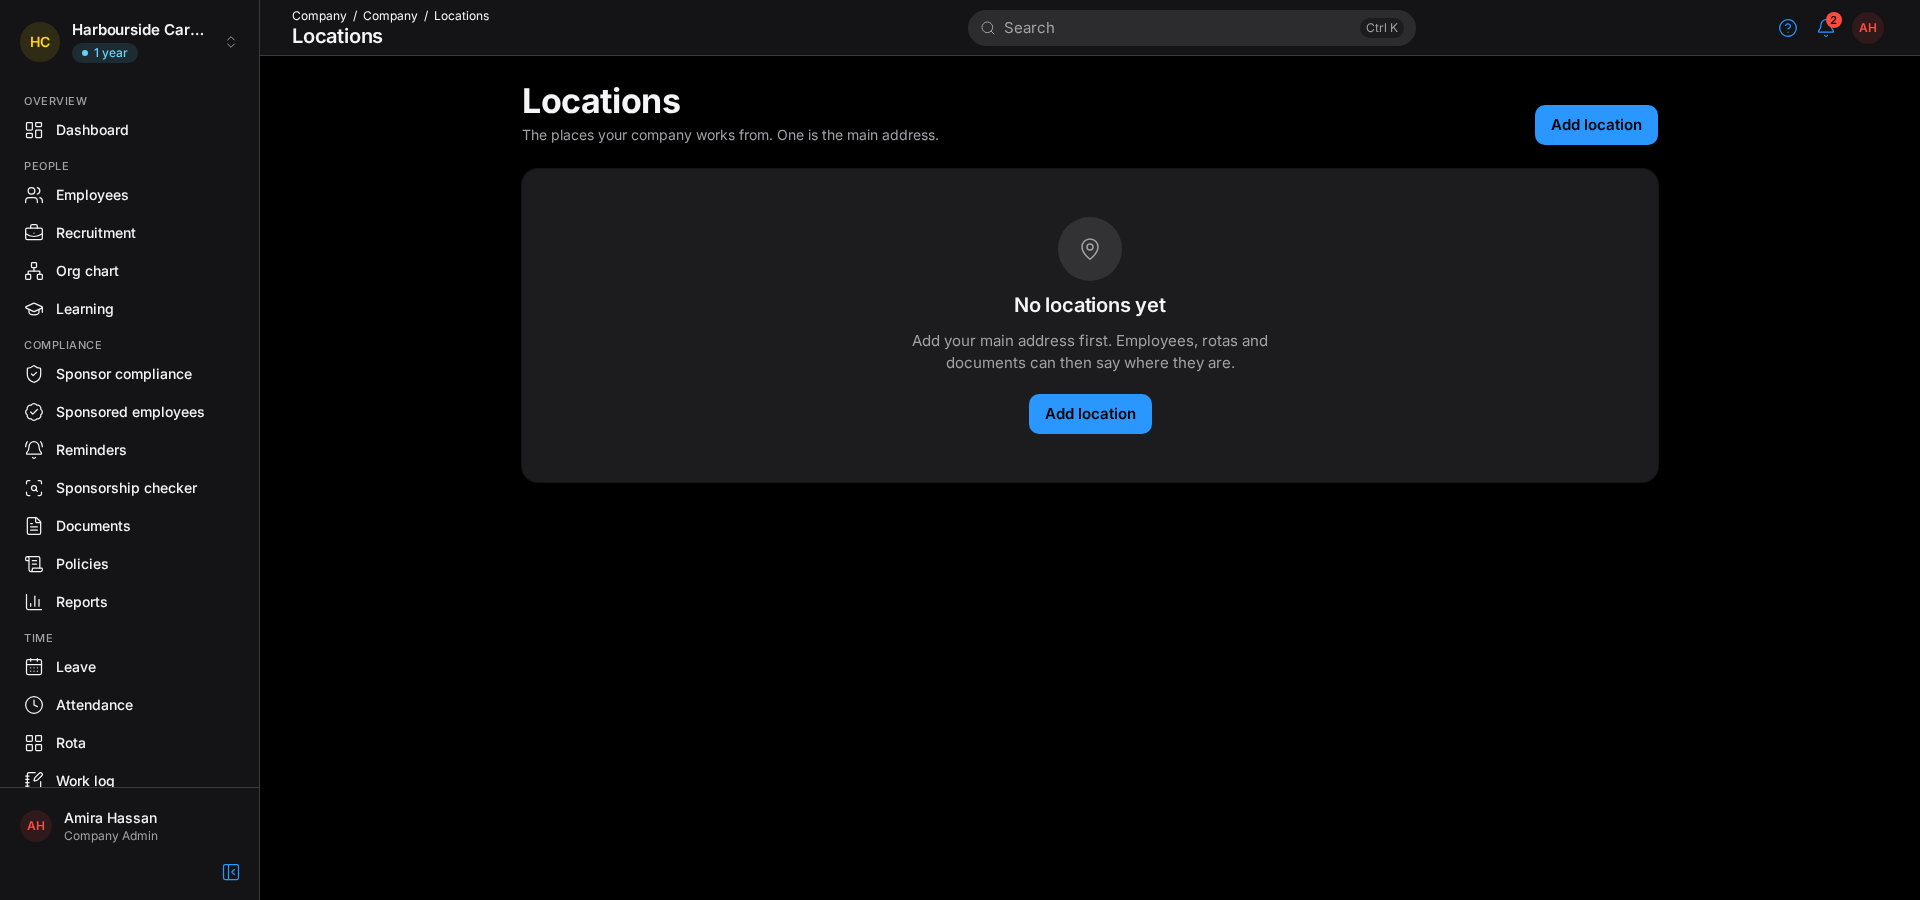 HC
Harbourside Car...
1 year
OVERVIEW
Dashboard
PEOPLE
Employees
Recruitment
Org chart
Learning
COMPLIANCE
Sponsor compliance
Sponsored employees
Reminders
Sponsorship checker
Documents
Policies
Reports
TIME
Leave
Attendance
Rota
Work log
AH
Amira Hassan
Company Admin
Company / Company / Locations
Locations
Search
Ctrl K
2
AH
Locations
The places your company works from. One is the main address.
Add location
No locations yet
Add your main address first. Employees, rotas and
documents can then say where they are.
Add location